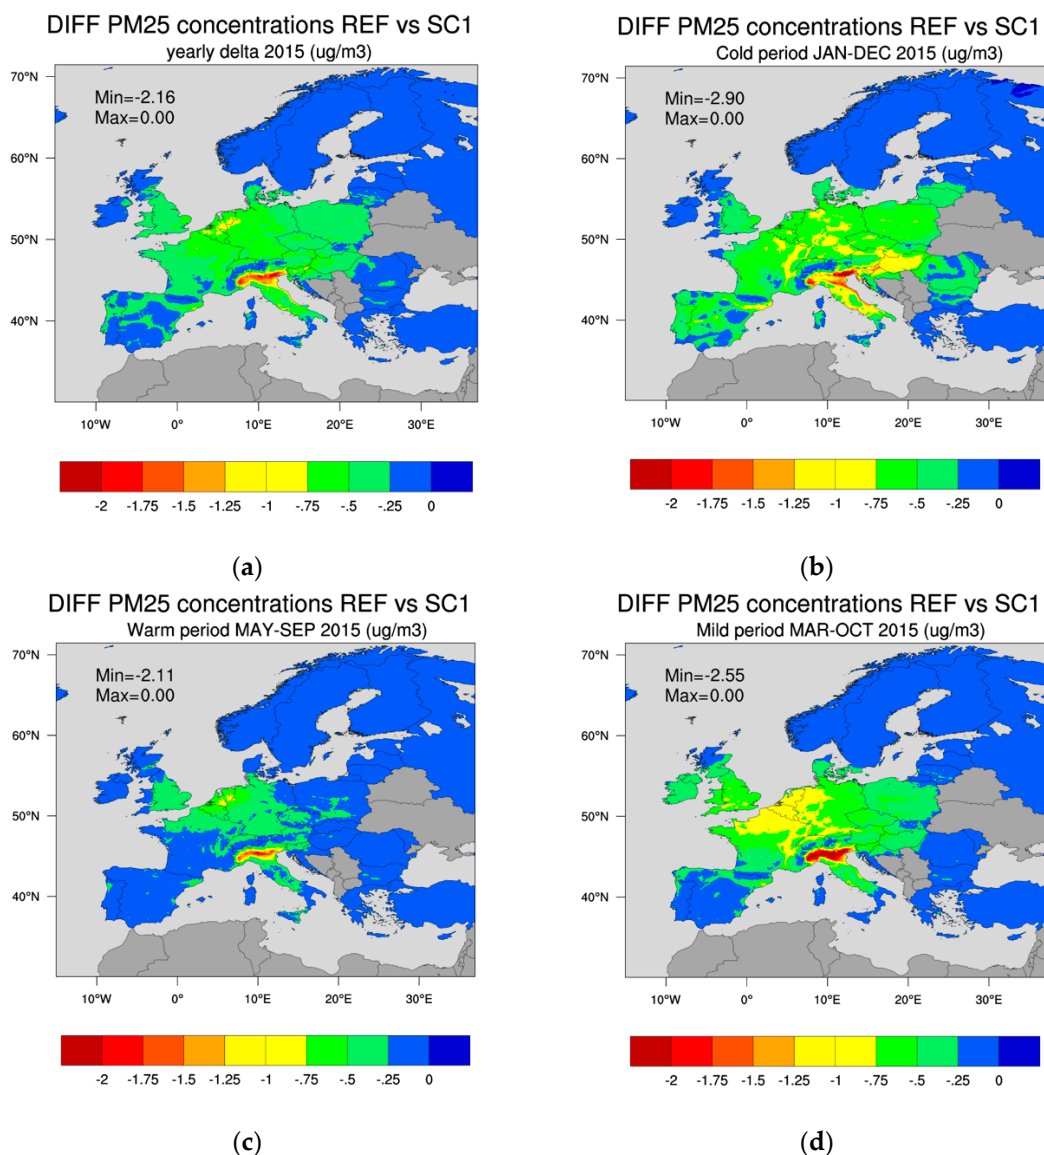 DIFF PM25 concentrations REF vs SC1
yearly delta 2015 (ug/m3)
Min=-2.16
Max=0.00
70°N
60°N
50°N
40°N
10°W 0° 10°E 20°E 30°E
-2 -1.75 -1.5 -1.25 -1 -.75 -.5 -.25 0
(a)
DIFF PM25 concentrations REF vs SC1
Cold period JAN-DEC 2015 (ug/m3)
Min=-2.90
Max=0.00
70°N
60°N
50°N
40°N
10°W 0° 10°E 20°E 30°E
-2 -1.75 -1.5 -1.25 -1 -.75 -.5 -.25 0
(b)
DIFF PM25 concentrations REF vs SC1
Warm period MAY-SEP 2015 (ug/m3)
Min=-2.11
Max=0.00
70°N
60°N
50°N
40°N
10°W 0° 10°E 20°E 30°E
-2 -1.75 -1.5 -1.25 -1 -.75 -.5 -.25 0
(c)
DIFF PM25 concentrations REF vs SC1
Mild period MAR-OCT 2015 (ug/m3)
Min=-2.55
Max=0.00
70°N
60°N
50°N
40°N
10°W 0° 10°E 20°E 30°E
-2 -1.75 -1.5 -1.25 -1 -.75 -.5 -.25 0
(d)